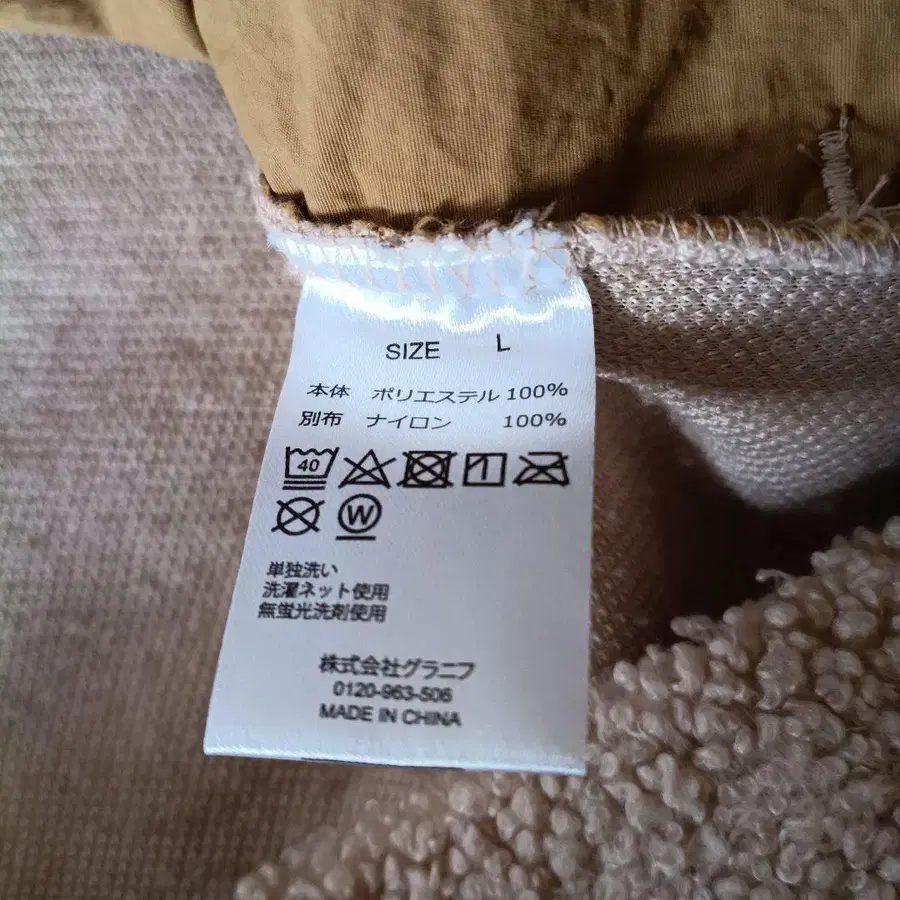 SIZE L
本体 ポリエステル 100%
別布 ナイロン 100%
40
W
単独洗い
洗濯ネット使用
無蛍光洗剤使用
株式会社グラニフ
0120-963-506
MADE IN CHINA